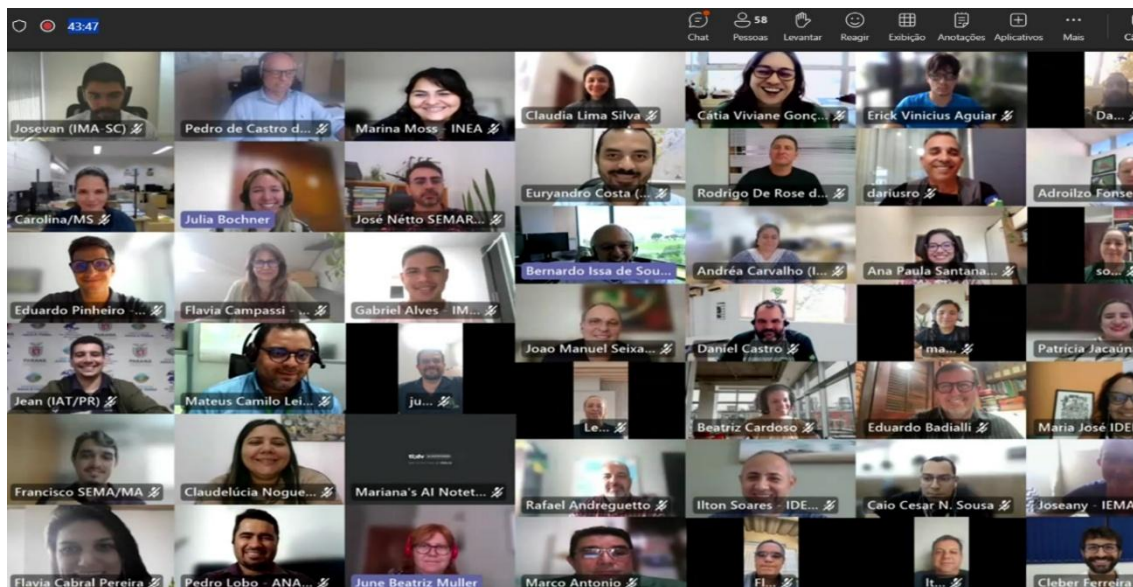 43:47
58
Chat Pessoas Levantar Reagir Exibição Anotações Aplicativos Mais
Josevan (IMA-SC)
Pedro de Castro d...
Marina Moss - INEA
Claudia Lima Silva
Cátia Viviane Gonç...
Erick Vinicius Aguiar
Da...
Carolina/MS
Julia Bochner
José Nétto SEMAR...
Euryandro Costa (...
Rodrigo De Rose d...
dariusro
Adroilzo Fonse
Eduardo Pinheiro - ...
Flavia Campassi - ...
Gabriel Alves - IM...
Bernardo Issa de Sou...
Andréa Carvalho (I...
Ana Paula Santana...
so...
Jean (IAT/PR)
Mateus Camilo Lei...
ju...
Joao Manuel Seixa...
Daniel Castro
ma...
Patrícia Jacaún
Le...
Beatriz Cardoso
Eduardo Badialli
Maria José IDE
Francisco SEMA/MA
Claudelúcia Nogue...
Mariana's AI Notet...
Rafael Andreguetto
Ilton Soares - IDE...
Caio Cesar N. Sousa
Joseany - IEMA
Flavia Cabral Pereira
Pedro Lobo - ANA...
June Beatriz Muller
Marco Antonio
Fl...
It...
Cleber Ferreira